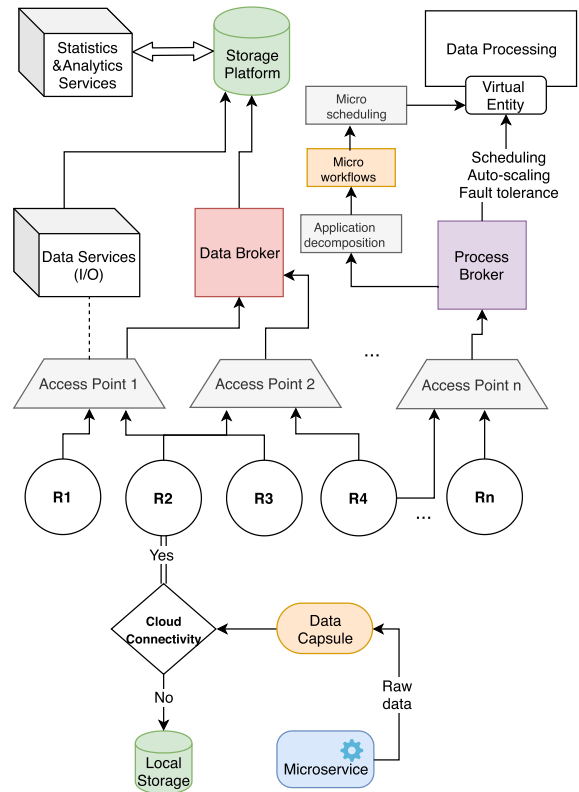 Statistics
&Analytics
Services
Storage
Platform
Data Processing
Virtual
Entity
Micro
scheduling
Micro
workflows
Scheduling
Auto-scaling
Fault tolerance
Application
decomposition
Data Services
(I/O)
Data Broker
Process
Broker
...
Access Point 1
Access Point 2
Access Point n
R1
R2
R3
R4
...
Rn
Yes
Cloud
Connectivity
Data
Capsule
No
Raw
data
Local
Storage
Microservice